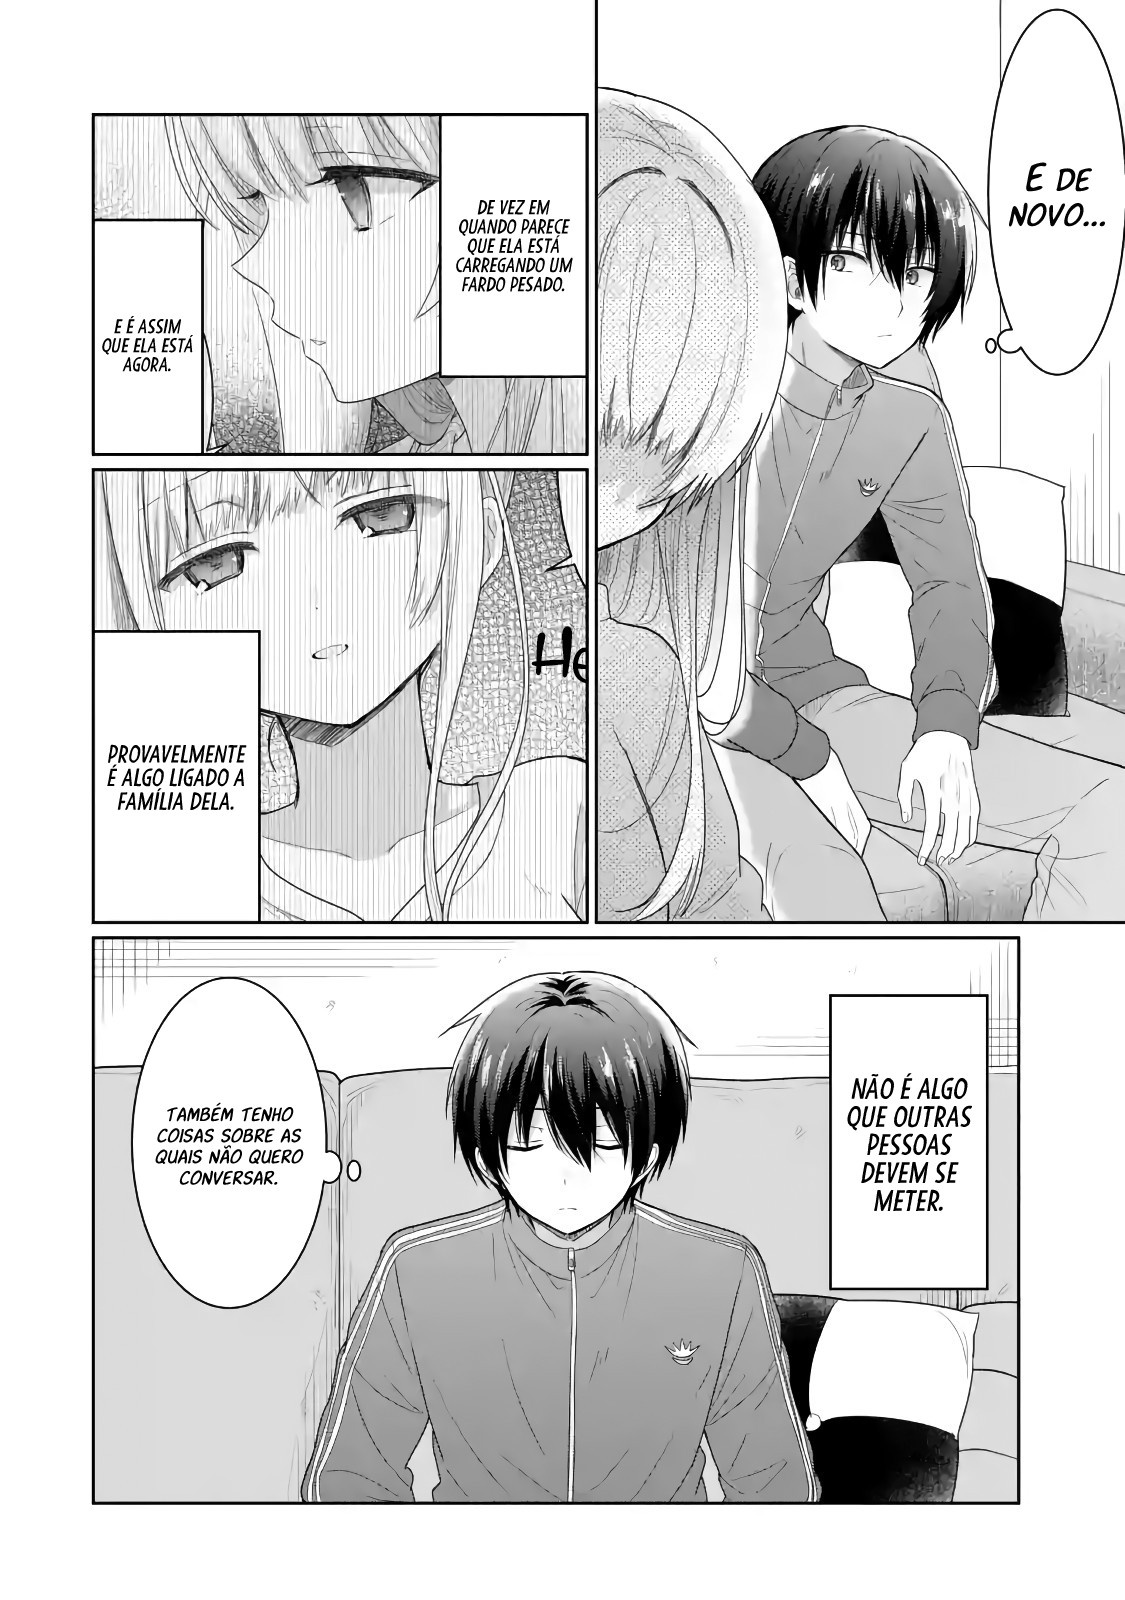 E DE
NOVO...
DE VEZ EM
QUANDO PARECE
QUE ELA ESTÁ
CARREGANDO UM
FARDO PESADO.
E É ASSIM
QUE ELA ESTÁ
AGORA.
He
PROVAVELMENTE
É ALGO LIGADO A
FAMÍLIA DELA.
NÃO É ALGO
QUE OUTRAS
PESSOAS
DEVEM SE
METER.
TAMBÉM TENHO
COISAS SOBRE AS
QUAIS NÃO QUERO
CONVERSAR.